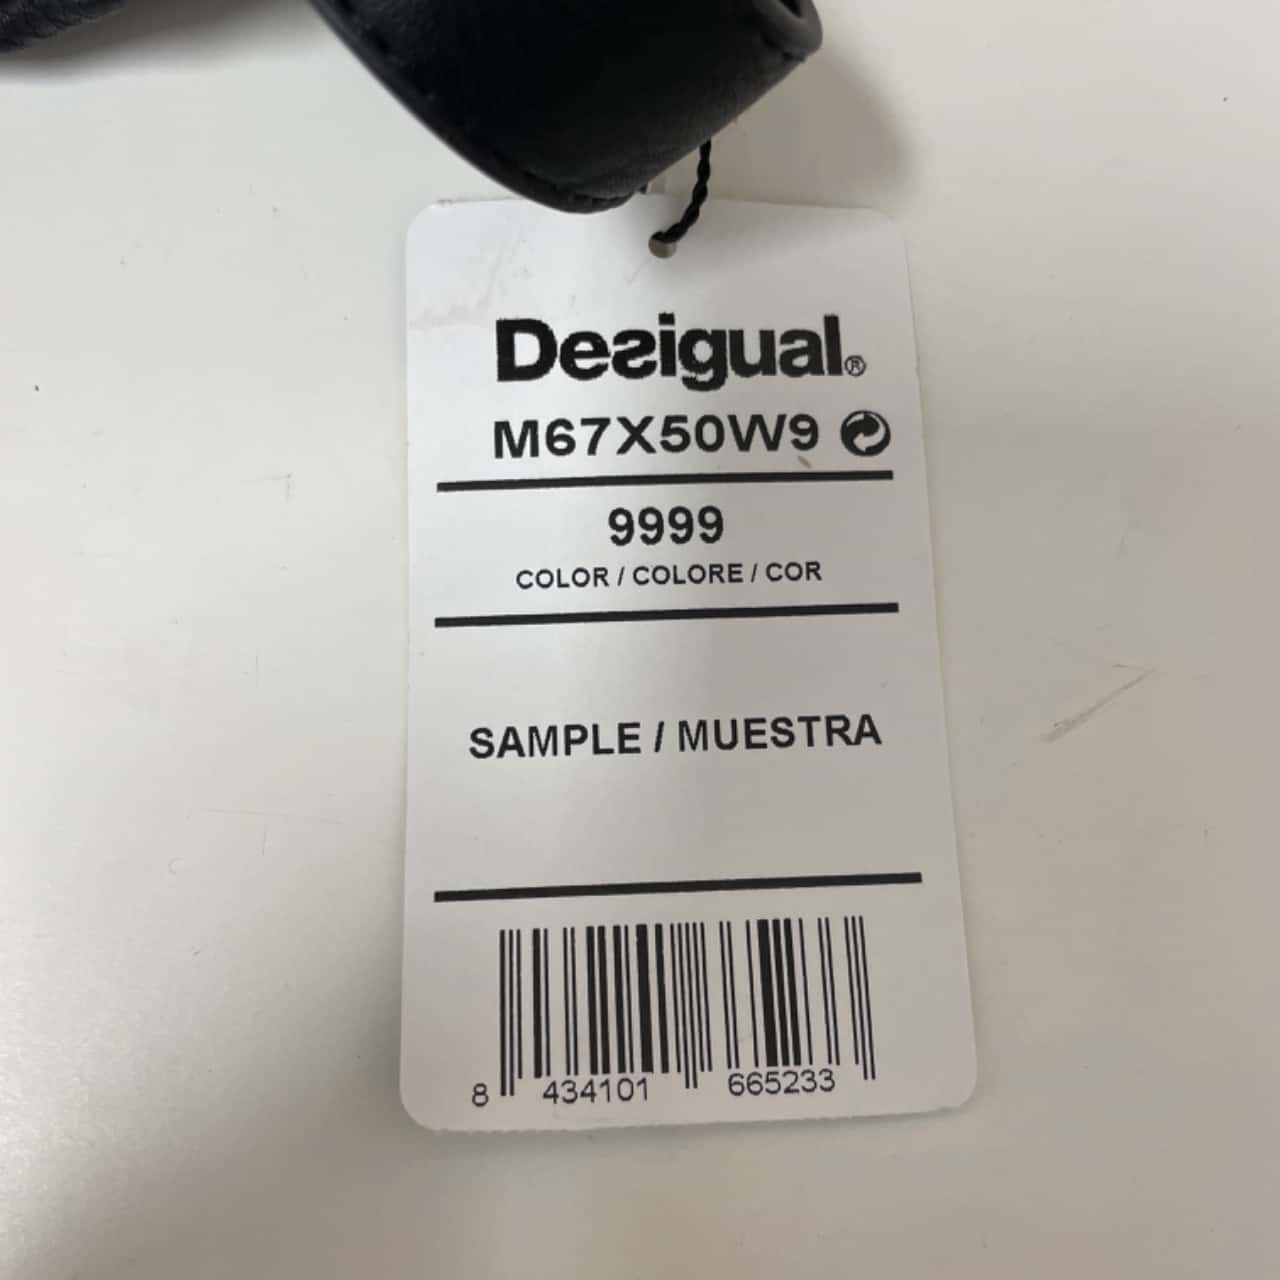 Desigual®
M67X50W9
9999
COLOR / COLORE / COR
SAMPLE / MUESTRA
8 434101 665233